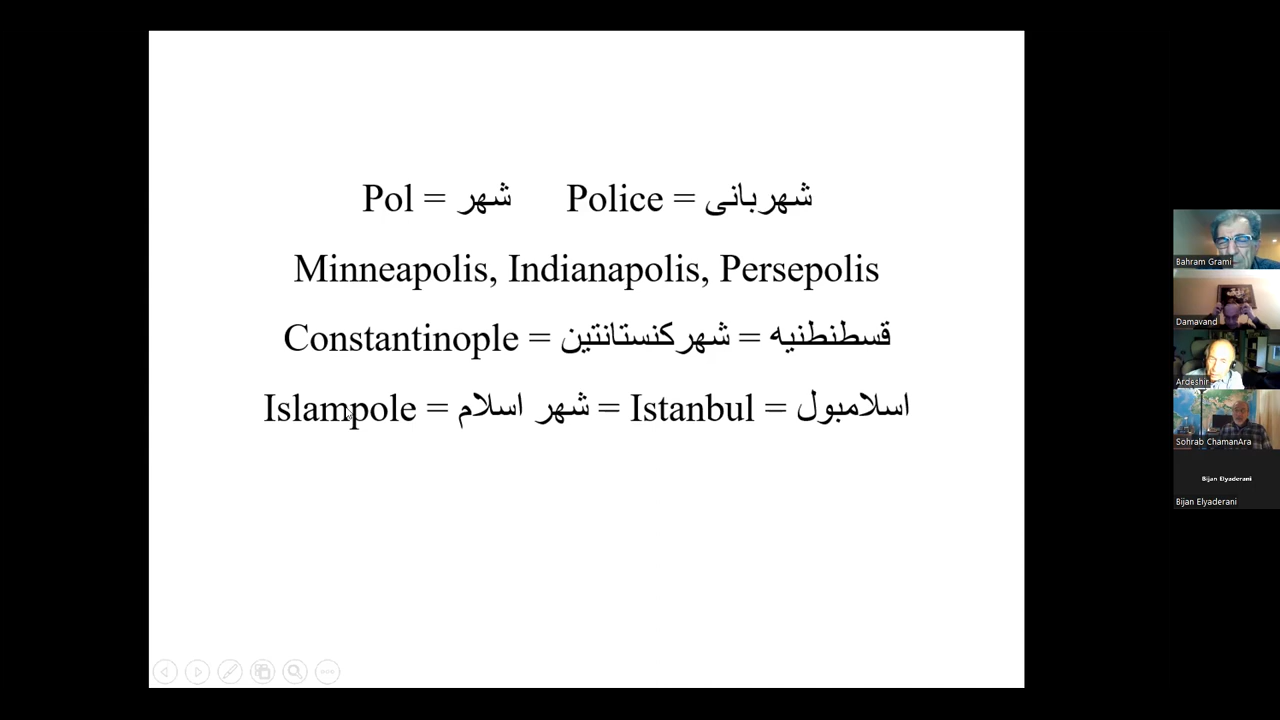 Pol = شهر Police = شهربانی
Minneapolis, Indianapolis, Persepolis
Constantinople = شهرکنستانتین = قسطنطنیه
Islampole = شهر اسلام = Istanbul = اسلامبول
Bahram Grami
Damavand
Ardeshir
Sohrab ChamanAra
Bijan Elyaderani
Bijan Elyaderani